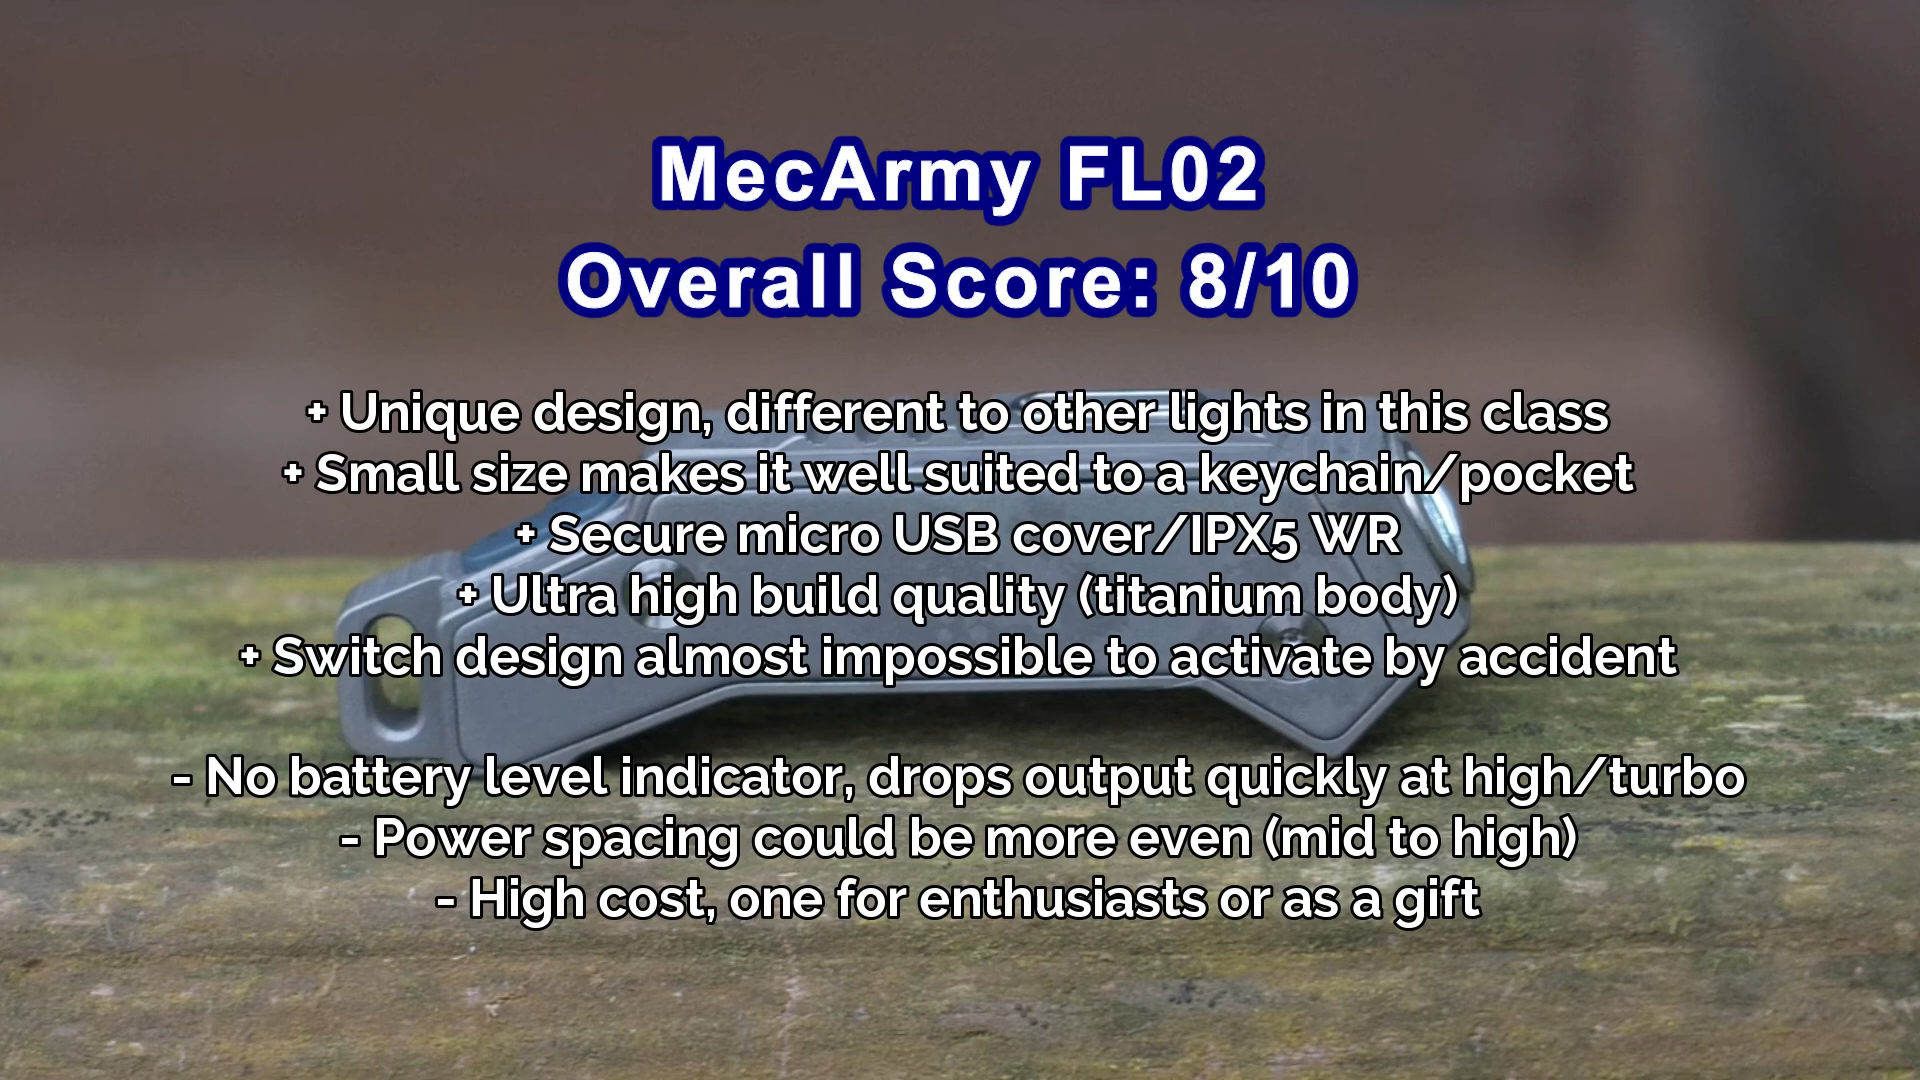 MecArmy FL02
Overall Score: 8/10
+ Unique design, different to other lights in this class
+ Small size makes it well suited to a keychain/pocket
+ Secure micro USB cover/IPX5 WR
+ Ultra high build quality (titanium body)
+ Switch design almost impossible to activate by accident
- No battery level indicator, drops output quickly at high/turbo
- Power spacing could be more even (mid to high)
- High cost, one for enthusiasts or as a gift